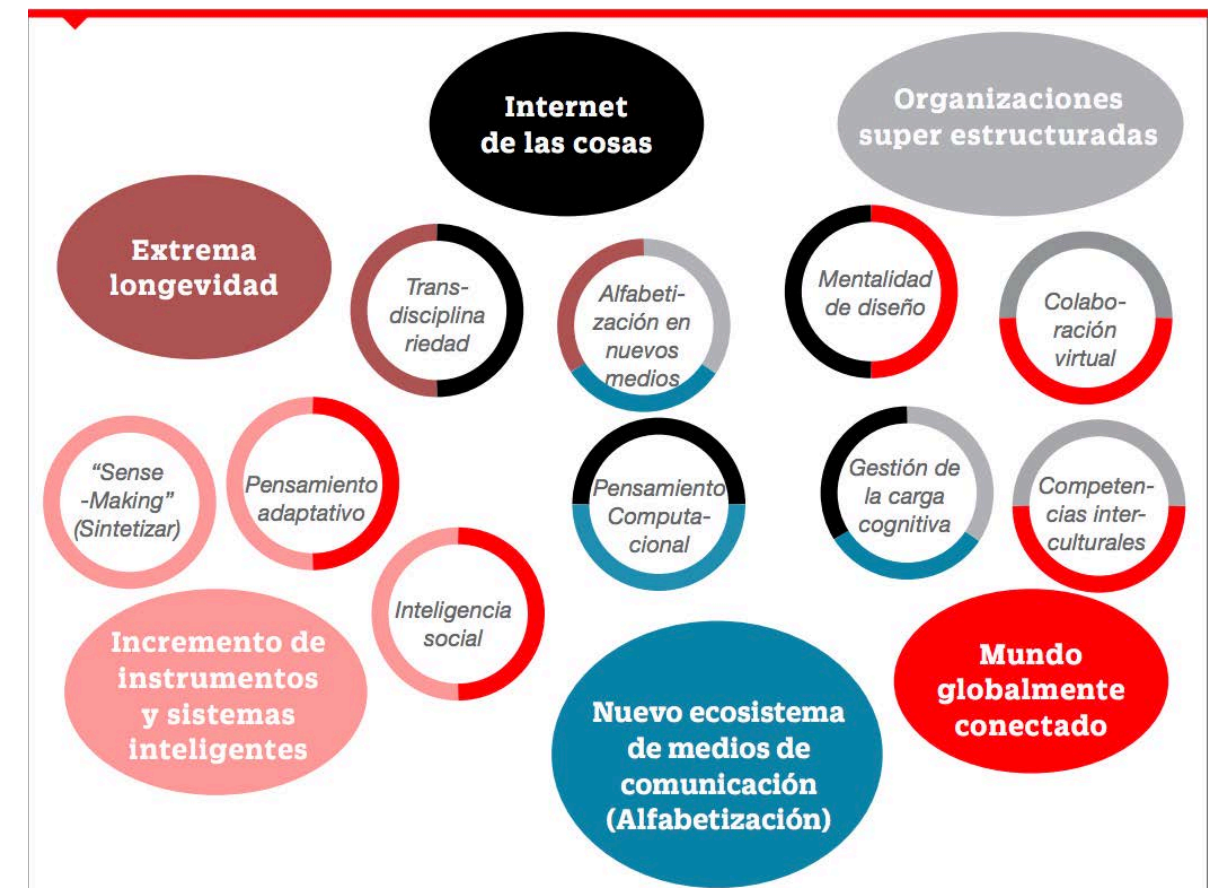 Internet
de las cosas
Organizaciones
super estructuradas
Extrema
longevidad
Trans-
disciplina
riedad
Alfabeti-
zación en
nuevos
medios
Mentalidad
de diseño
Colabo-
ración
virtual
“Sense
-Making”
(Sintetizar)
Pensamiento
adaptativo
Pensamiento
Computa-
cional
Gestión de
la carga
cognitiva
Competen-
cias inter-
culturales
Inteligencia
social
Incremento de
instrumentos
y sistemas
inteligentes
Nuevo ecosistema
de medios de
comunicación
(Alfabetización)
Mundo
globalmente
conectado